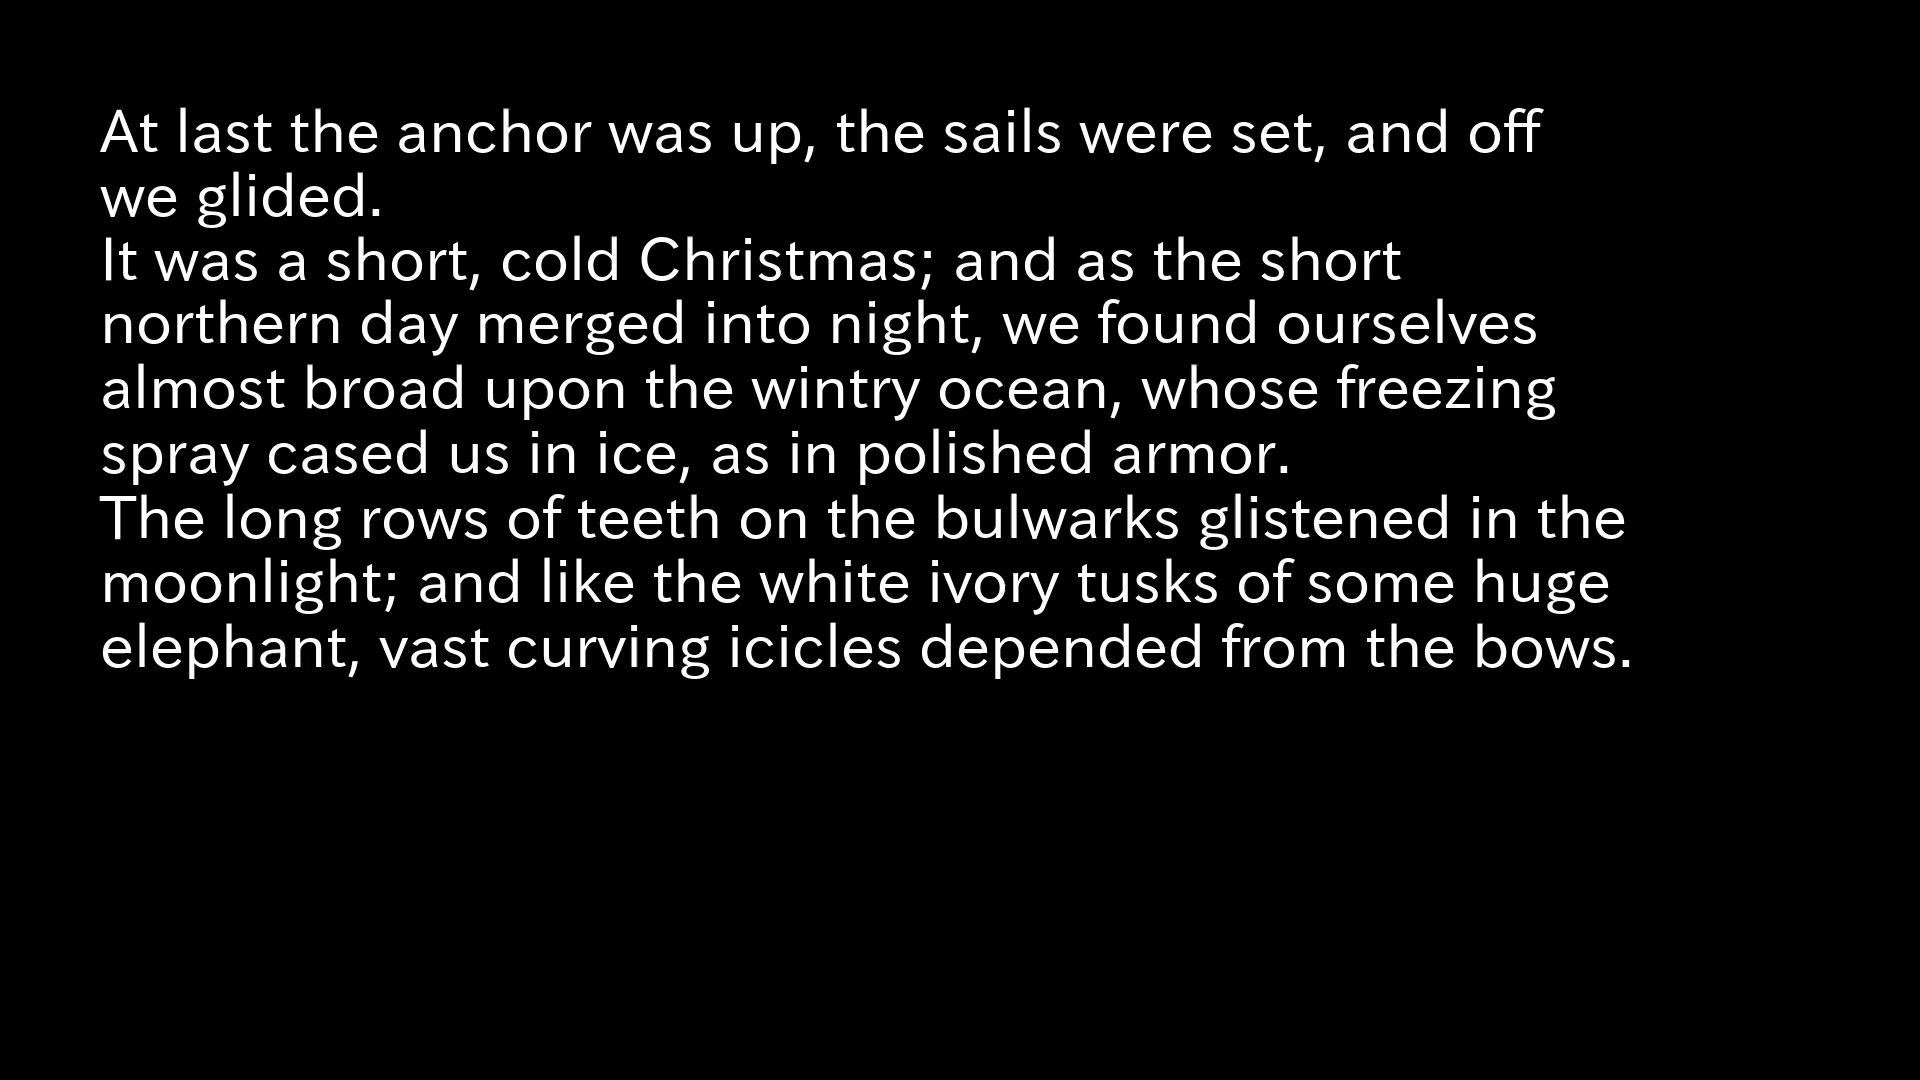 At last the anchor was up, the sails were set, and off
we glided.
It was a short, cold Christmas; and as the short
northern day merged into night, we found ourselves
almost broad upon the wintry ocean, whose freezing
spray cased us in ice, as in polished armor.
The long rows of teeth on the bulwarks glistened in the
moonlight; and like the white ivory tusks of some huge
elephant, vast curving icicles depended from the bows.